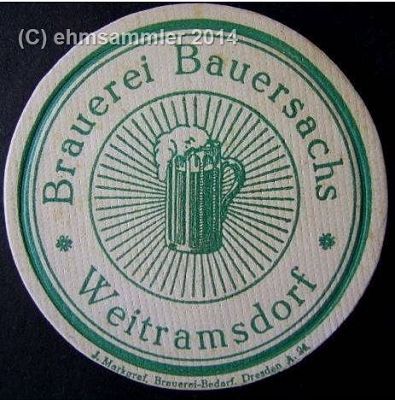 (C) ehmsammler 2014
Brauerei Bauersachs
* Weitramsdorf *
J. Markgraf, Brauerei-Bedarf, Dresden A. 24.